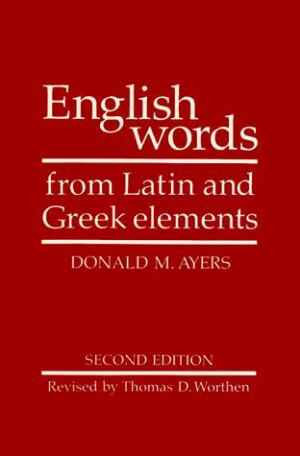 English
words
from Latin and
Greek elements
DONALD M. AYERS
SECOND EDITION
Revised by Thomas D. Worthen